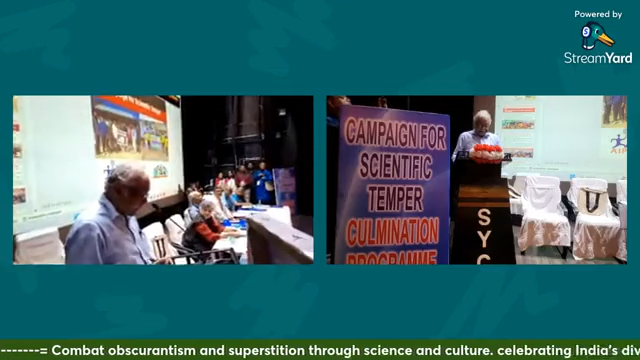 Powered by
StreamYard
CAMPAIGN FOR
SCIENTIFIC
TEMPER
CULMINATION
PROGRAMME
SYC
-------= Combat obscurantism and superstition through science and culture. celebrating India's div